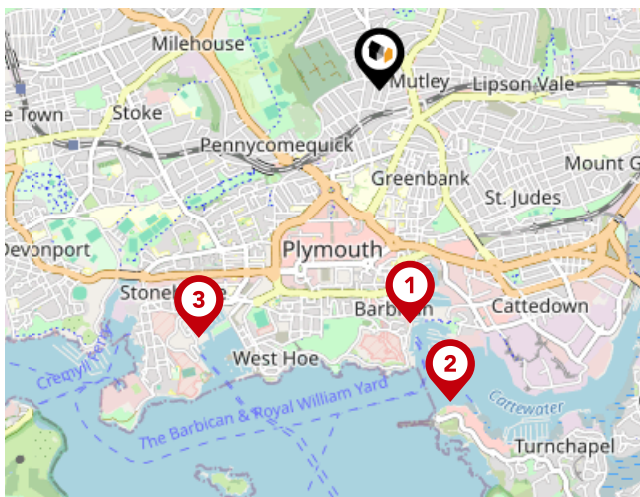 Milehouse
Mutley
Lipson Vale
e Town
Stoke
Pennycomequick
Mount G
Greenbank
St. Judes
Devonport
Plymouth
Stoneh
e
3
1
Barbican
Cattedown
West Hoe
2
Cremyll Ferry
Cattewater
The Barbican & Royal William Yard
Turnchapel